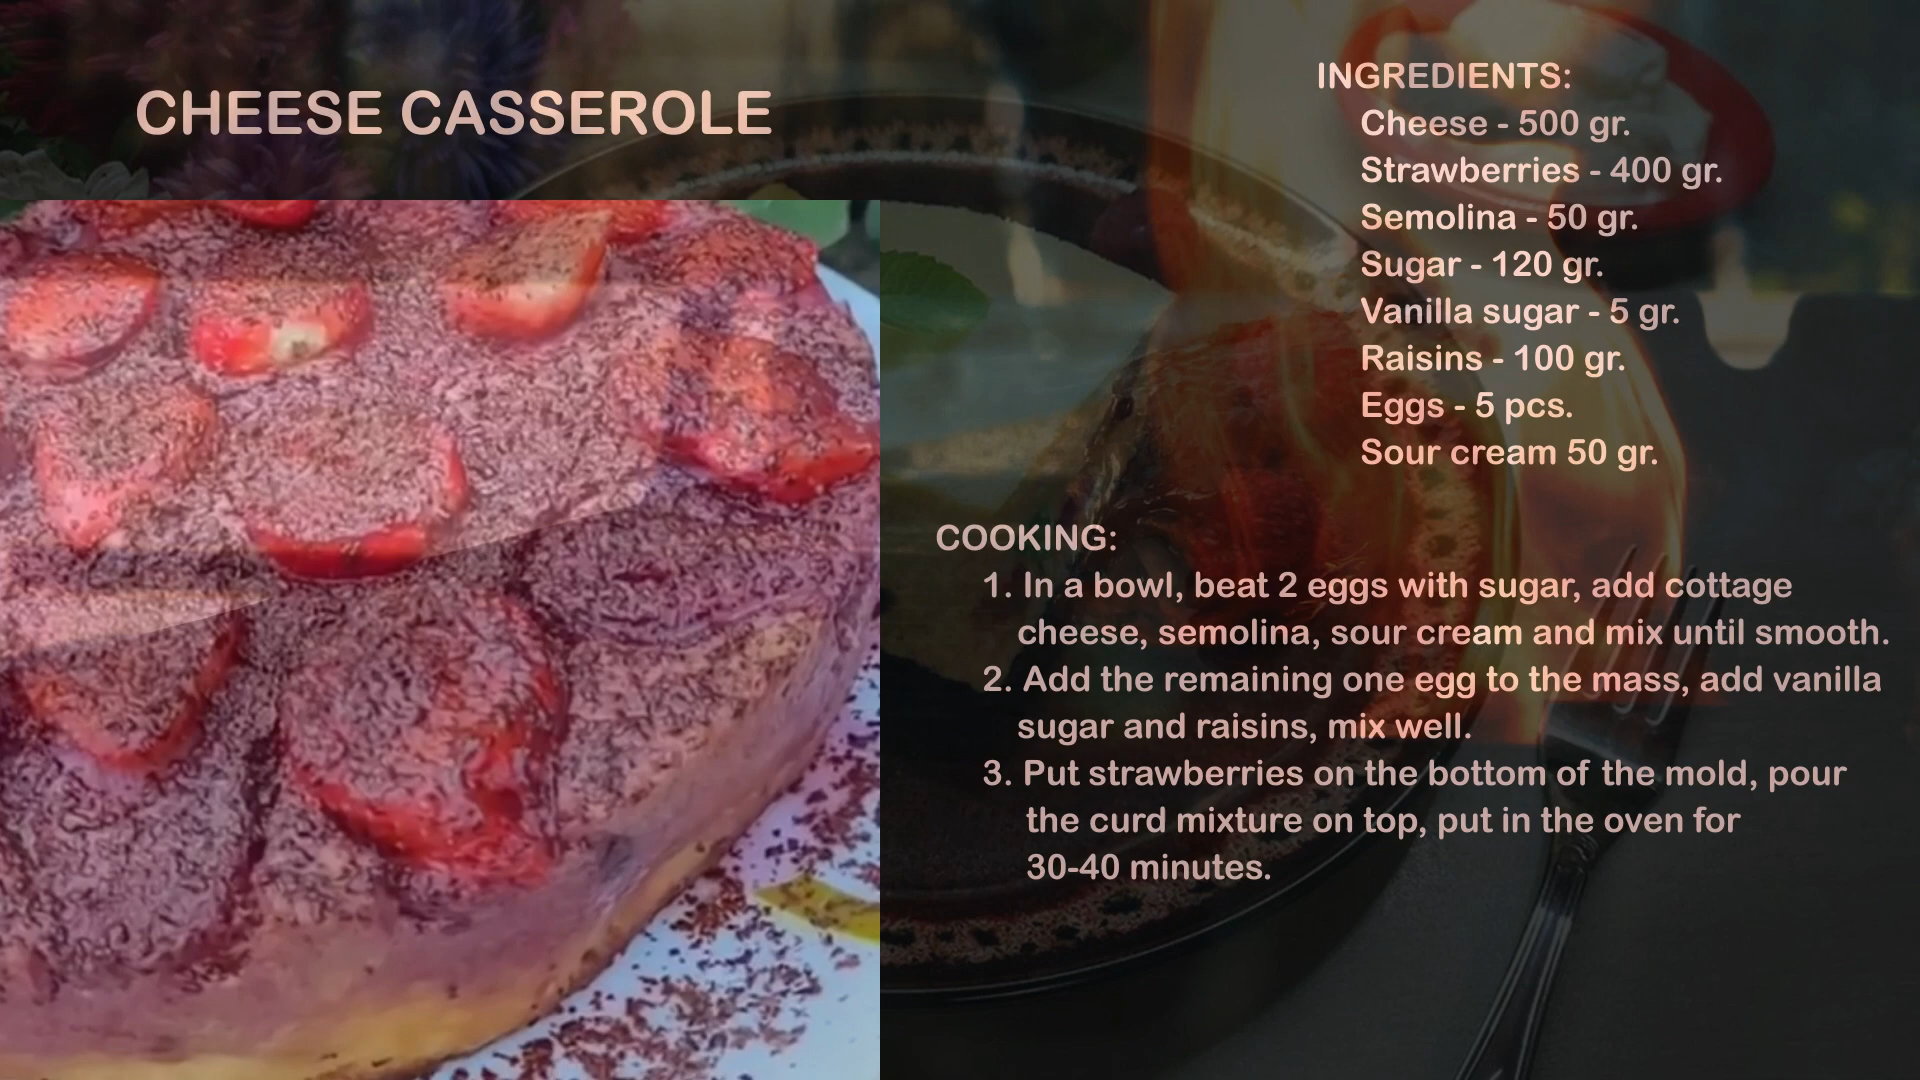 CHEESE CASSEROLE
INGREDIENTS:
Cheese - 500 gr.
Strawberries - 400 gr.
Semolina - 50 gr.
Sugar - 120 gr.
Vanilla sugar - 5 gr.
Raisins - 100 gr.
Eggs - 5 pcs.
Sour cream 50 gr.
COOKING:
1. In a bowl, beat 2 eggs with sugar, add cottage
cheese, semolina, sour cream and mix until smooth.
2. Add the remaining one egg to the mass, add vanilla
sugar and raisins, mix well.
3. Put strawberries on the bottom of the mold, pour
the curd mixture on top, put in the oven for
30-40 minutes.